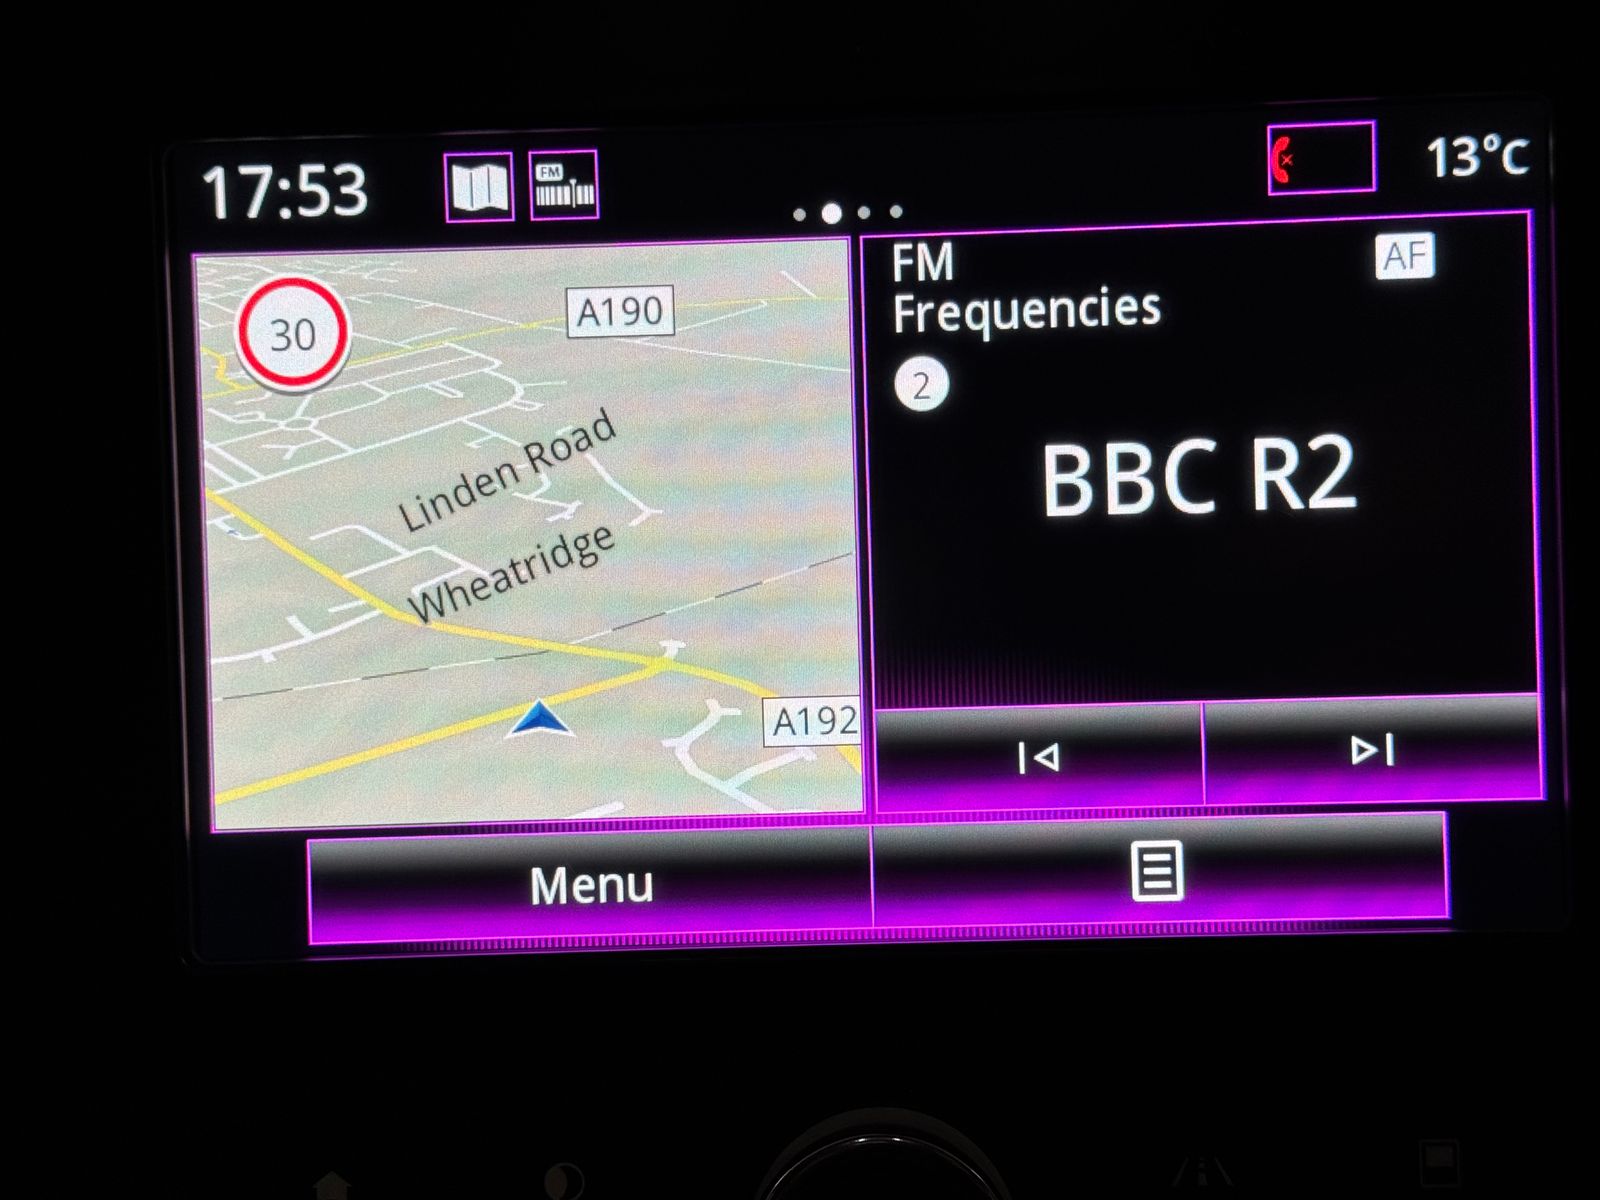 17:53
FM
13°C
30
A190
Linden Road
Wheatridge
A192
FM
Frequencies
AF
2
BBC R2
Menu